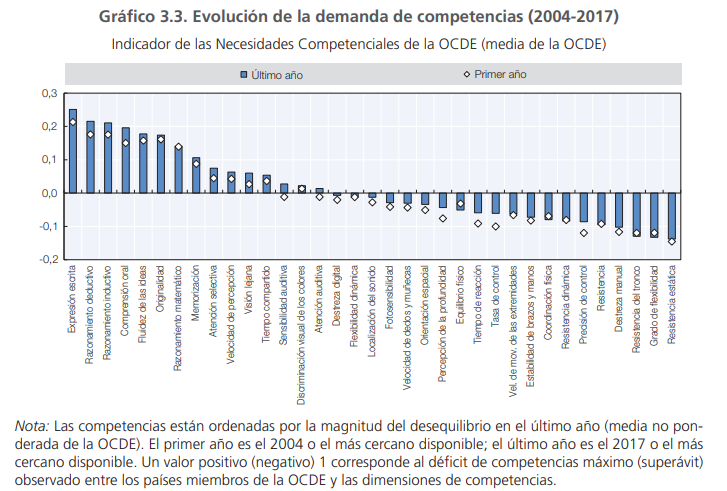 Gráfico 3.3. Evolución de la demanda de competencias (2004-2017)
Indicador de las Necesidades Competenciales de la OCDE (media de la OCDE)
Último año
Primer año
0,3
0,2
0,1
0,0
-0,1
-0,2
Expresión escrita
Razonamiento deductivo
Razonamiento inductivo
Comprensión oral
Fluidez de las ideas
Originalidad
Razonamiento matemático
Memorización
Atención selectiva
Velocidad de percepción
Visión lejana
Tiempo compartido
Sensibilidad auditiva
Discriminación visual de los colores
Atención auditiva
Destreza digital
Flexibilidad dinámica
Localización del sonido
Fotosensibilidad
Velocidad de dedos y muñecas
Orientación espacial
Percepción de la profundidad
Equilibrio físico
Tiempo de reacción
Tasa de control
Vel. de mov. de las extremidades
Estabilidad de brazos y manos
Coordinación física
Resistencia dinámica
Precisión de control
Resistencia
Destreza manual
Resistencia del tronco
Grado de flexibilidad
Resistencia estática
Nota: Las competencias están ordenadas por la magnitud del desequilibrio en el último año (media no pon-
derada de la OCDE). El primer año es el 2004 o el más cercano disponible; el último año es el 2017 o el más
cercano disponible. Un valor positivo (negativo) 1 corresponde al déficit de competencias máximo (superávit)
observado entre los países miembros de la OCDE y las dimensiones de competencias.